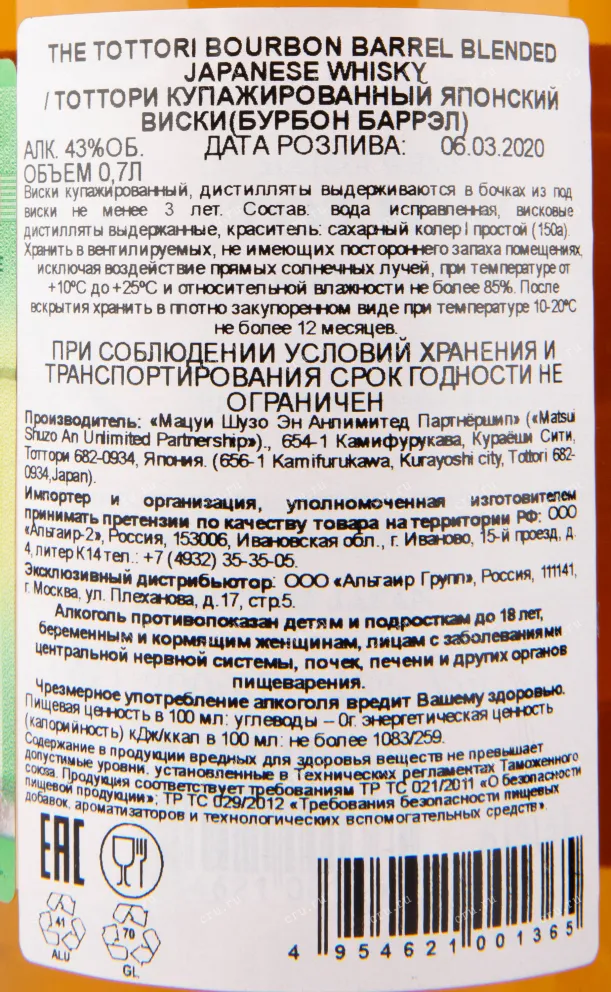 THE TOTTORI BOURBON BARREL BLENDED
JAPANESE WHISKY
/ ТОТТОРИ КУПАЖИРОВАННЫЙ ЯПОНСКИЙ
ВИСКИ(БУРБОН БАРРЭЛ)
АЛК. 43%ОБ. ДАТА РОЗЛИВА: 06.03.2020
ОБЪЕМ 0,7Л
Виски купажированный, дистилляты выдерживаются в бочках из под
виски не менее 3 лет. Состав: вода исправленная, висковые
дистилляты выдержанные, краситель: сахарный колер I простой (150a).
Хранить в вентилируемых, не имеющих постороннего запаха помещениях,
исключая воздействие прямых солнечных лучей, при температуре от
+10°С до +25°С и относительной влажности не более 85%. После
вскрытия хранить в плотно закупоренном виде при температуре 10-20°С
не более 12 месяцев.
ПРИ СОБЛЮДЕНИИ УСЛОВИЙ ХРАНЕНИЯ И
ТРАНСПОРТИРОВАНИЯ СРОК ГОДНОСТИ НЕ
ОГРАНИЧЕН
Производитель: «Мацуи Шузо Эн Анлимитед Партнёршип» («Matsui
Shuzo An Unlimited Partnership»)., 654-1 Камифурукава, Кураёши Сити,
Тоттори 682-0934, Япония. (656-1 Kamifurukawa, Kurayoshi city, Tottori 682-
0934,Japan).
Импортер и организация, уполномоченная изготовителем
принимать претензии по качеству товара на территории РФ: ООО
«Альтаир-2», Россия, 153006, Ивановская обл., г. Иваново, 15-й проезд, д.
4, литер К14 тел.: +7 (4932) 35-35-05.
Эксклюзивный дистрибьютор: ООО «Альтаир Групп», Россия, 111141,
г. Москва, ул. Плеханова, д.17, стр.5.
Алкоголь противопоказан детям и подросткам до 18 лет,
беременным и кормящим женщинам, лицам с заболеваниями
центральной нервной системы, почек, печени и других органов
пищеварения.
Чрезмерное употребление алкоголя вредит Вашему здоровью.
Пищевая ценность в 100 мл: углеводы – 0г. энергетическая ценность
(калорийность) кДж/ккал в 100 мл: не более 1083/259.
Содержание в продукции вредных для здоровья веществ не превышает
допустимые уровни, установленные в Технических регламентах Таможенного
союза. Продукция соответствует требованиям ТР ТС 021/2011 «О безопасности
пищевой продукции»; ТР ТС 029/2012 «Требования безопасности пищевых
добавок, ароматизаторов и технологических вспомогательных средств».
EAC
41
ALU
70
GL
4 954621 001365